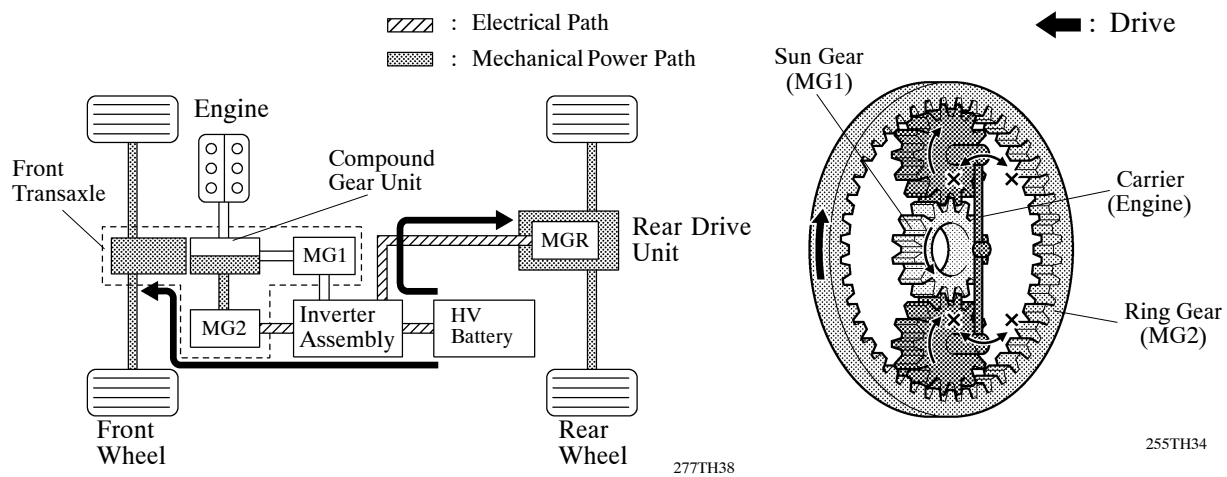 : Electrical Path
: Mechanical Power Path
: Drive
Engine
Front
Transaxle
Compound
Gear Unit
MG1
MG2
Inverter
Assembly
HV
Battery
MGR
Rear Drive
Unit
Front
Wheel
Rear
Wheel
277TH38
Sun Gear
(MG1)
Carrier
(Engine)
Ring Gear
(MG2)
255TH34